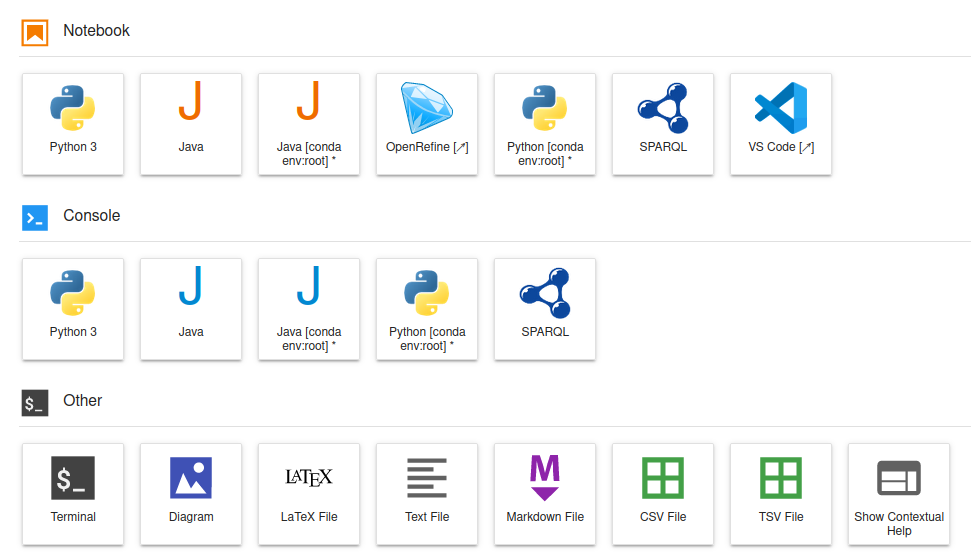 Notebook
Python 3
Java
Java [conda
env:root] *
OpenRefine [↗]
Python [conda
env:root] *
SPARQL
VS Code [↗]
>_
Console
Python 3
Java
Java [conda
env:root] *
Python [conda
env:root] *
SPARQL
$_
Other
$_
Terminal
Diagram
LATEX
LaTeX File
Text File
M
Markdown File
CSV File
TSV File
Show Contextual
Help